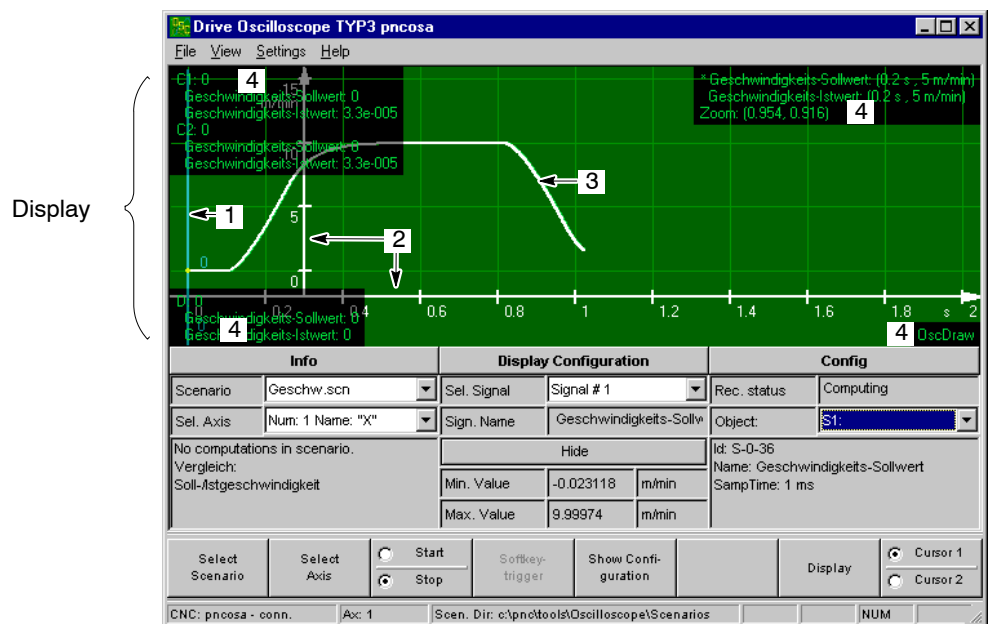 Drive Oscilloscope TYP3 pncosa
File View Settings Help
Display
C1: 0
Geschwindigkeits-Sollwert: 0
Geschwindigkeits-Istwert: 3.3e-005
C2: 0
Geschwindigkeits-Sollwert: 0
Geschwindigkeits-Istwert: 3.3e-005
4
15
m/min
10
5
0
* Geschwindigkeits-Sollwert: (0.2 s , 5 m/min)
Geschwindigkeits-Istwert: (0.2 s , 5 m/min)
Zoom: (0.954, 0.916)
4
1
2
3
0
D: 0
Geschwindigkeits-Sollwert: 0
Geschwindigkeits-Istwert: 0
4
0
0.2 0.4 0.6 0.8 1 1.2 1.4 1.6 1.8 s 2
4 OscDraw
Info Display Configuration Config
Scenario Geschw.scn Sel. Signal Signal # 1 Rec. status Computing
Sel. Axis Num: 1 Name: "X" Sign. Name Geschwindigkeits-Sollw Object: S1:
No computations in scenario.
Vergleich:
Soll-/Istgeschwindigkeit
Hide
Min. Value -0.023118 m/min
Max. Value 9.99974 m/min
Id: S-0-36
Name: Geschwindigkeits-Sollwert
SampTime: 1 ms
Select
Scenario
Select
Axis
Start
Stop
Softkey-
trigger
Show Confi-
guration
Display
Cursor 1
Cursor 2
CNC: pncosa - conn. Ax: 1 Scen. Dir: c:\pnc\tools\Oscilloscope\Scenarios NUM